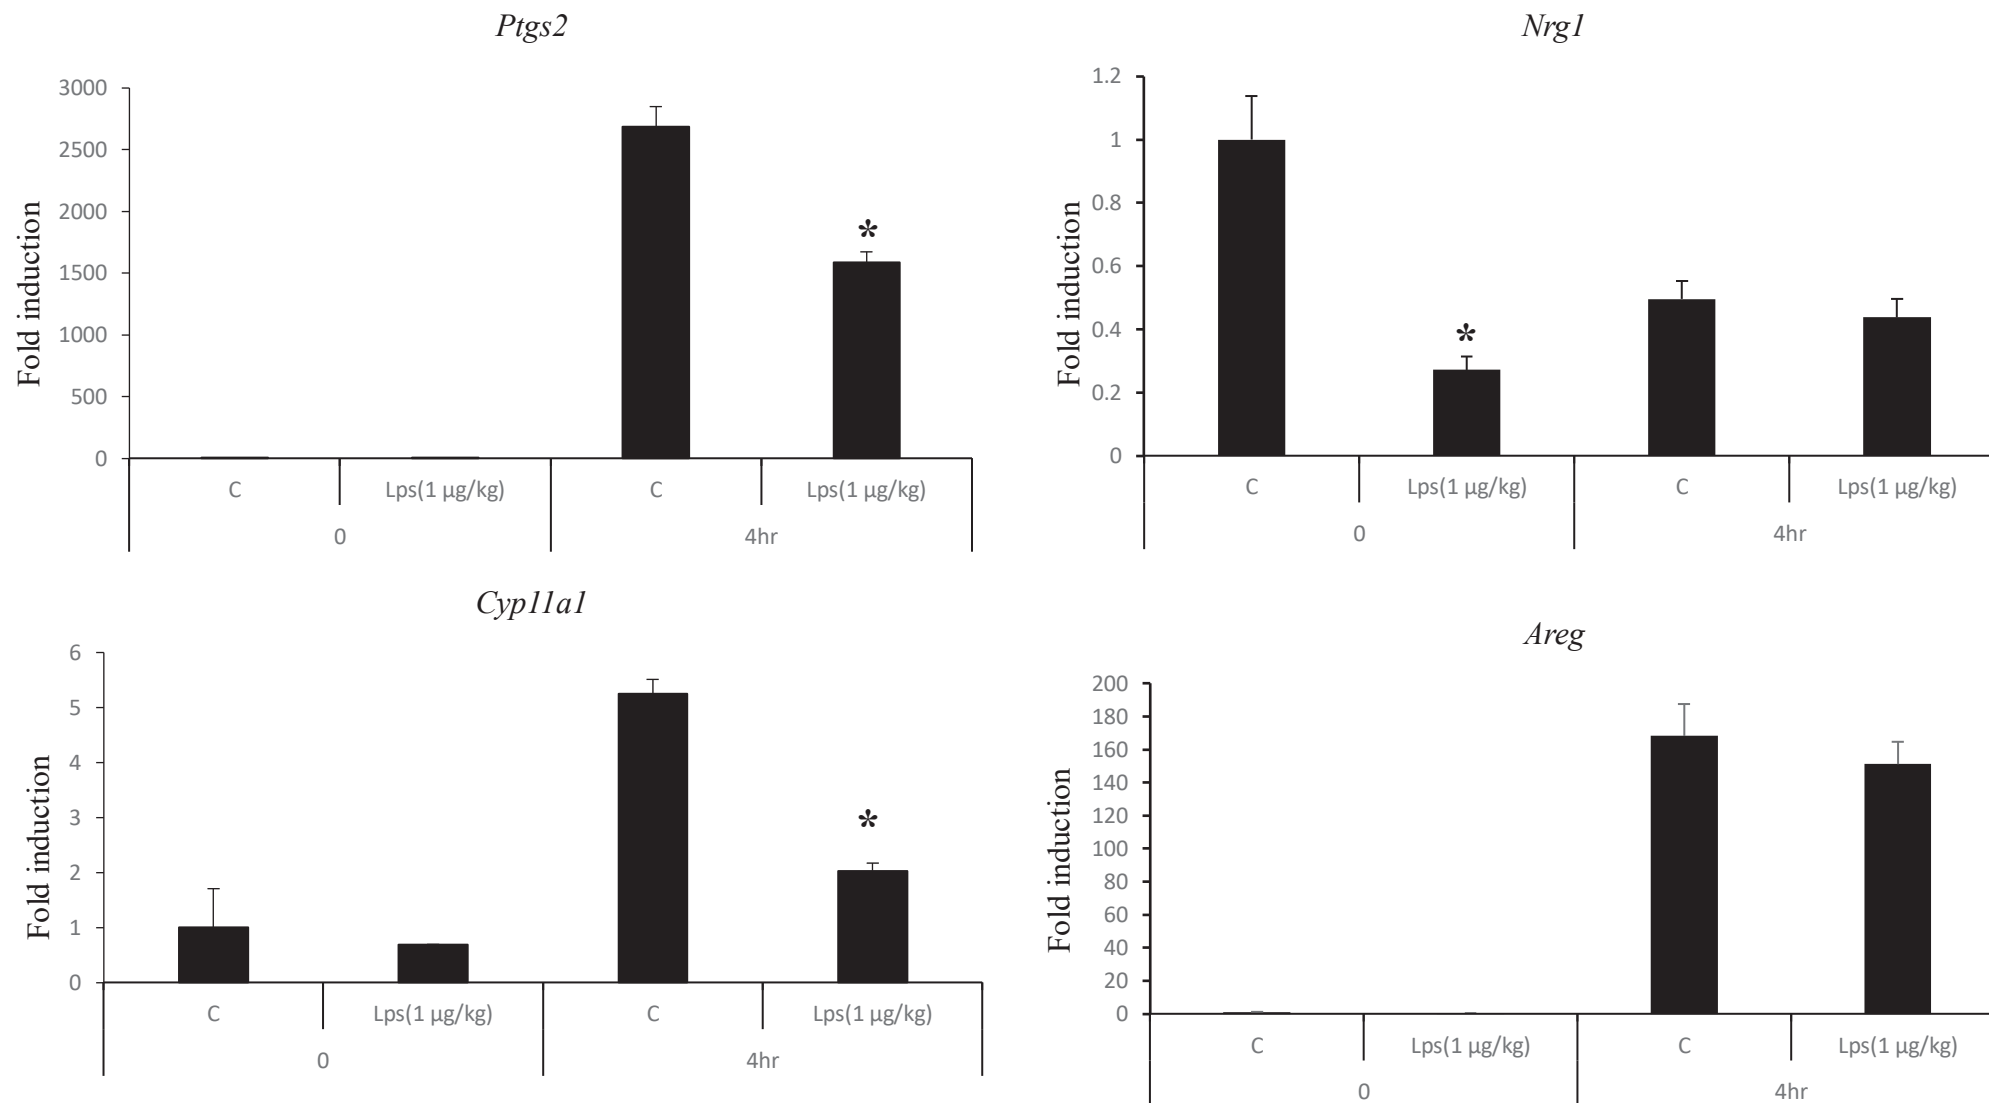 Ptgs2
Fold induction
3000
2500
2000
1500
1000
500
0
*
C Lps(1 µg/kg) C Lps(1 µg/kg)
0 4hr
Nrg1
Fold induction
1.2
1
0.8
0.6
0.4
0.2
0
*
C Lps(1 µg/kg) C Lps(1 µg/kg)
0 4hr
Cyp11a1
Fold induction
6
5
4
3
2
1
0
*
C Lps(1 µg/kg) C Lps(1 µg/kg)
0 4hr
Areg
Fold induction
200
180
160
140
120
100
80
60
40
20
0
C Lps(1 µg/kg) C Lps(1 µg/kg)
0 4hr